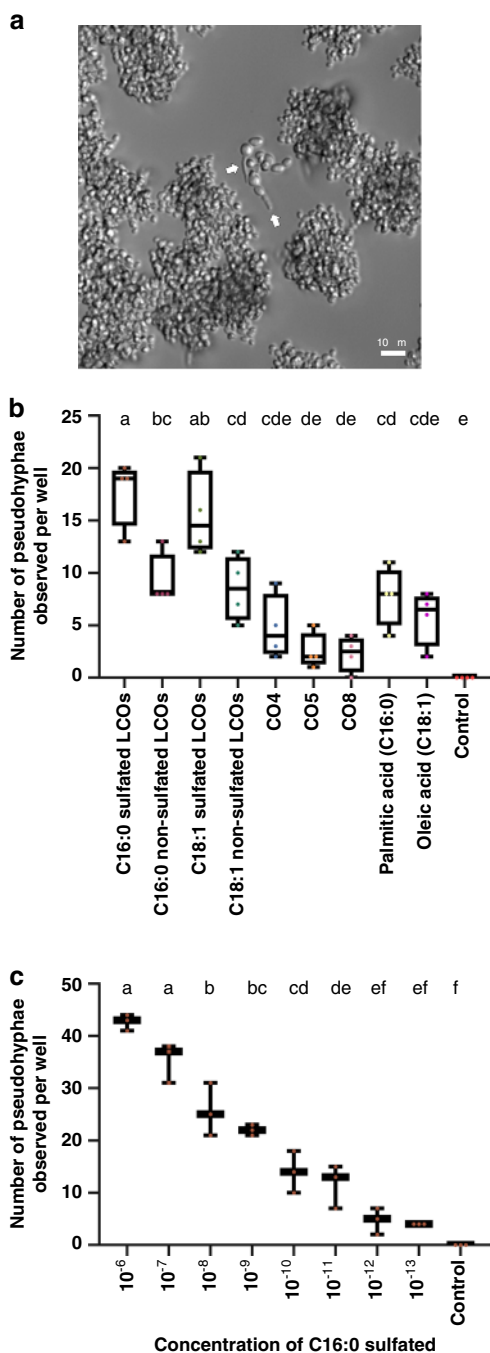 a
10 m
b
Number of pseudohyphae
observed per well
25
20
15
10
5
0
a bc ab cd cde de de cd cde e
C16:0 sulfated LCOs
C16:0 non-sulfated LCOs
C18:1 sulfated LCOs
C18:1 non-sulfated LCOs
CO4
CO5
CO8
Palmitic acid (C16:0)
Oleic acid (C18:1)
Control
c
Number of pseudohyphae
observed per well
50
40
30
20
10
0
a a b bc cd de ef ef f
10⁻⁶
10⁻⁷
10⁻⁸
10⁻⁹
10⁻¹⁰
10⁻¹¹
10⁻¹²
10⁻¹³
Control
Concentration of C16:0 sulfated